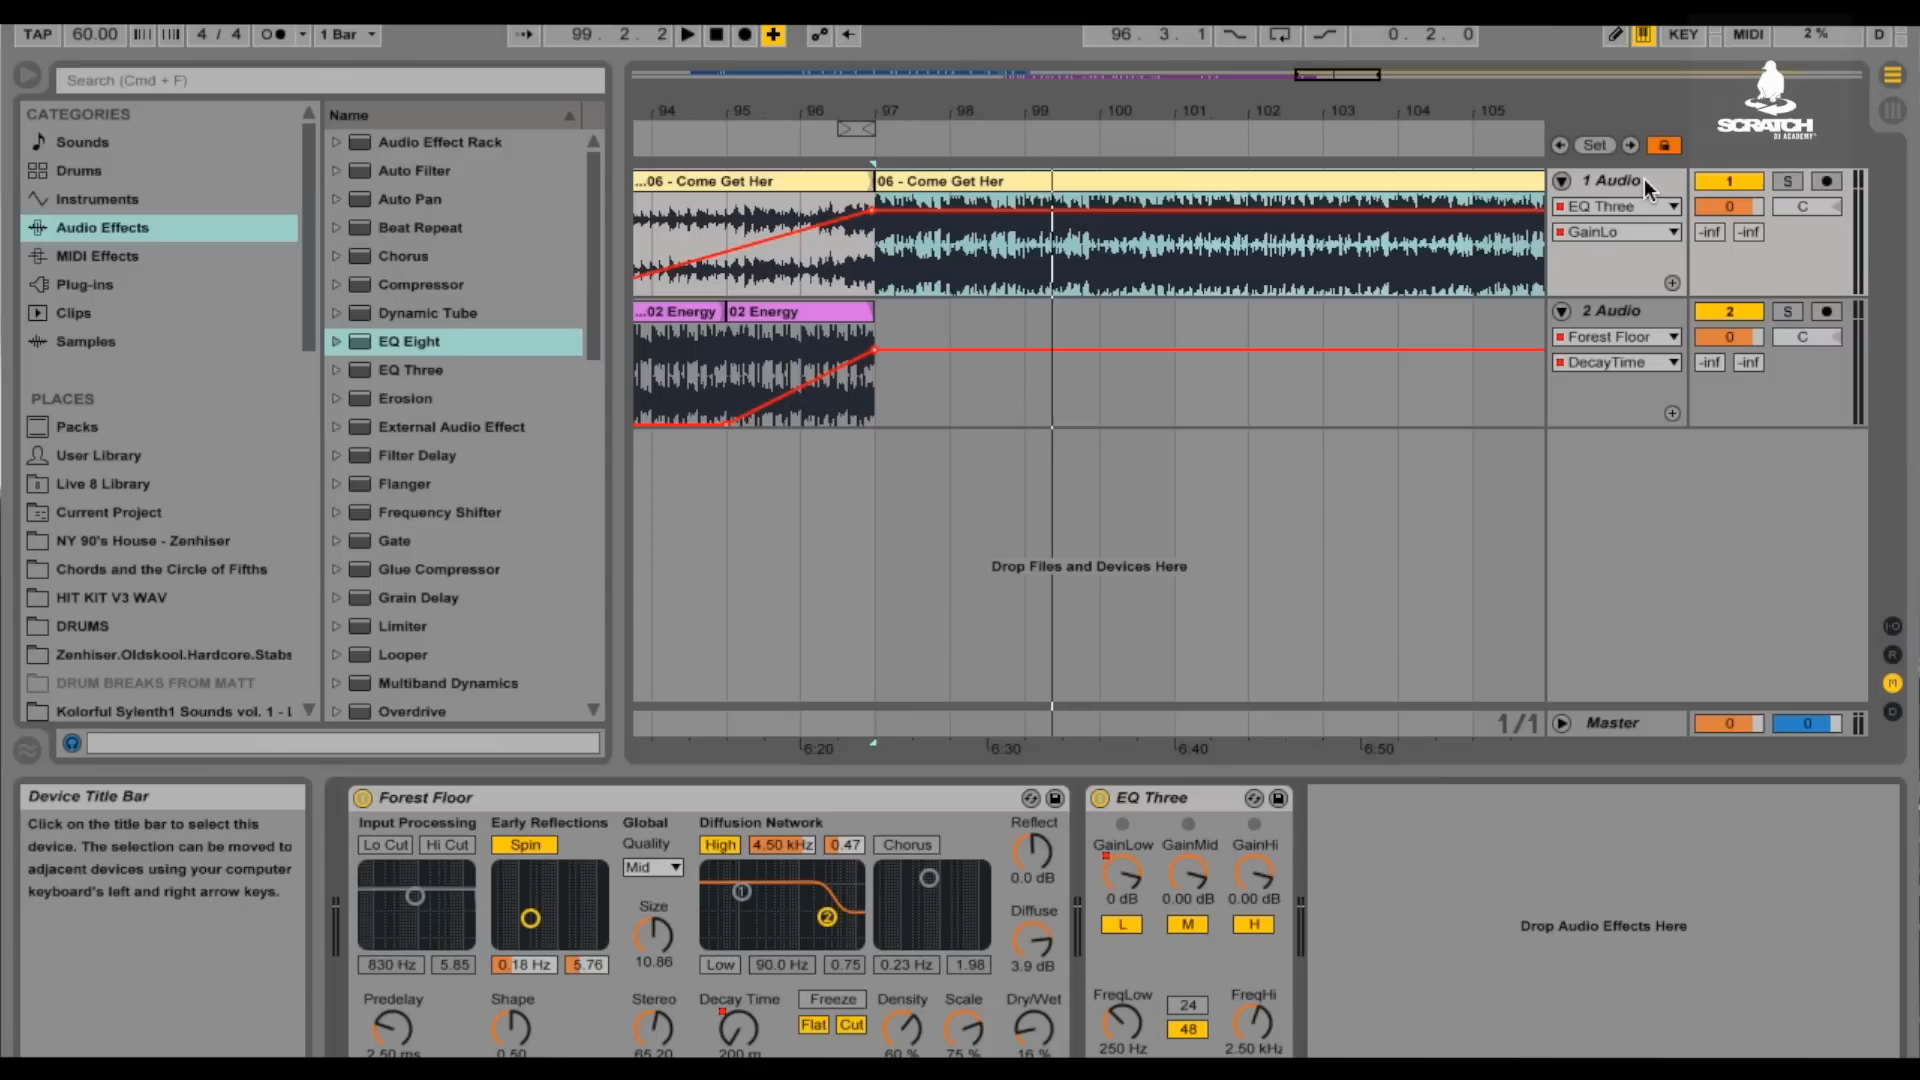 TAP 60.00 4 / 4 1 Bar 99. 2. 2 96. 3. 1 0. 2. 0 KEY MIDI 2 % D
Search (Cmd + F)
SCRATCH
DJ ACADEMY
CATEGORIES
Sounds
Drums
Instruments
Audio Effects
MIDI Effects
Plug-ins
Clips
Samples
PLACES
Packs
User Library
Live 8 Library
Current Project
NY 90's House - Zenhiser
Chords and the Circle of Fifths
HIT KIT V3 WAV
DRUMS
Zenhiser.Oldskool.Hardcore.Stabs
DRUM BREAKS FROM MATT
Kolorful Sylenth1 Sounds vol. 1 - L
Name
Audio Effect Rack
Auto Filter
Auto Pan
Beat Repeat
Chorus
Compressor
Dynamic Tube
EQ Eight
EQ Three
Erosion
External Audio Effect
Filter Delay
Flanger
Frequency Shifter
Gate
Glue Compressor
Grain Delay
Limiter
Looper
Multiband Dynamics
Overdrive
94 95 96 97 98 99 100 101 102 103 104 105
Set
...06 - Come Get Her 06 - Come Get Her
1 Audio 1 S
EQ Three 0 C
GainLo -inf -inf
...02 Energy 02 Energy
2 Audio 2 S
Forest Floor 0 C
DecayTime -inf -inf
Drop Files and Devices Here
I-O
R
M
D
1/1 Master 0 0
6:20 6:30 6:40 6:50
Device Title Bar
Click on the title bar to select this
device. The selection can be moved to
adjacent devices using your computer
keyboard's left and right arrow keys.
Forest Floor
Input Processing Early Reflections Global Diffusion Network Reflect
Lo Cut Hi Cut Spin Quality High 4.50 kHz 0.47 Chorus
Mid
0.0 dB
1
2
Size
Diffuse
10.86
3.9 dB
830 Hz 5.85 0.18 Hz 5.76 Low 90.0 Hz 0.75 0.23 Hz 1.98
Predelay Shape Stereo Decay Time Freeze Density Scale Dry/Wet
Flat Cut
2.50 ms 0.50 65.20 200 m 60 % 75 % 16 %
EQ Three
GainLow GainMid GainHi
0 dB 0.00 dB 0.00 dB
L M H
FreqLow 24 FreqHi
48
250 Hz 2.50 kHz
Drop Audio Effects Here